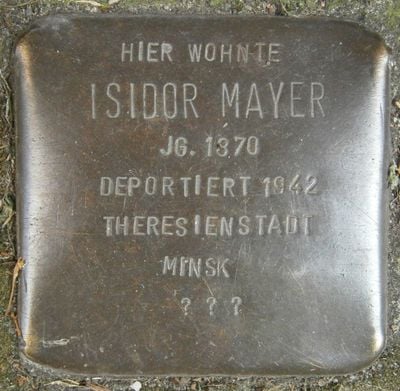 HIER WOHNTE
ISIDOR MAYER
JG. 1870
DEPORTIERT 1942
THERESIENSTADT
MINSK
? ? ?